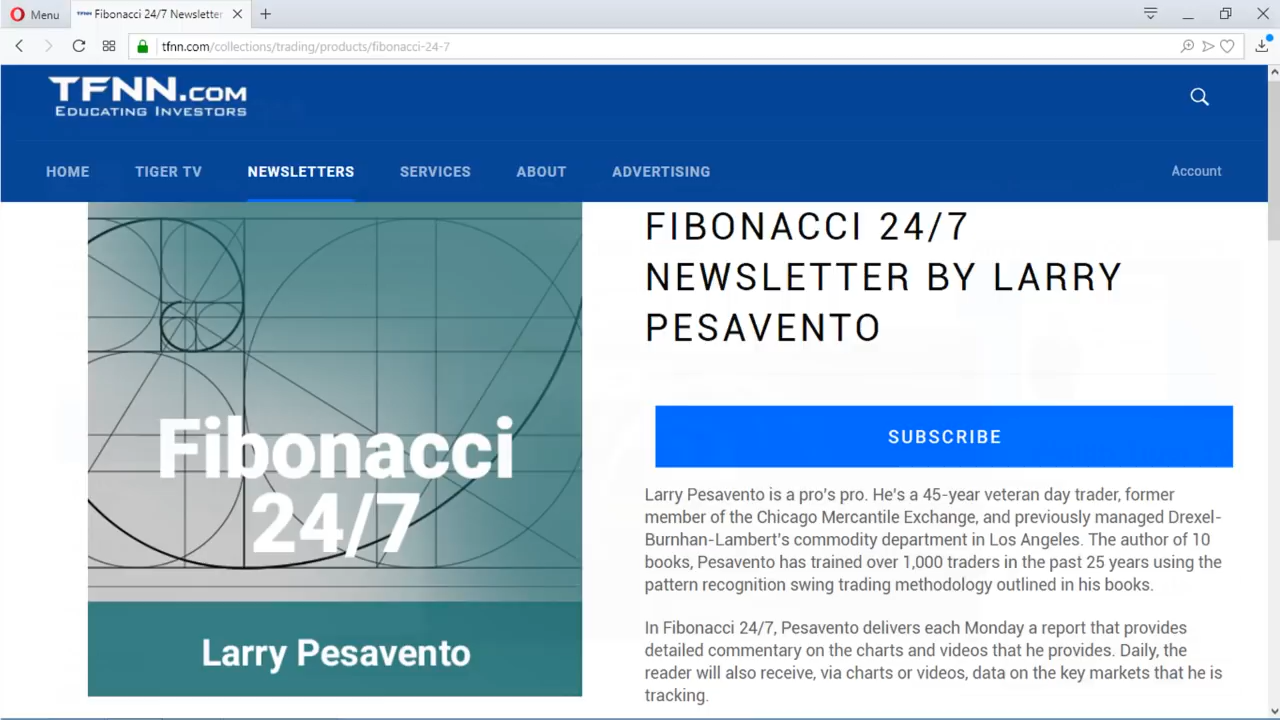 Menu
Fibonacci 24/7 Newsletter
tfnn.com/collections/trading/products/fibonacci-24-7
TFNN.COM
EDUCATING INVESTORS
HOME TIGER TV NEWSLETTERS SERVICES ABOUT ADVERTISING Account
FIBONACCI 24/7
NEWSLETTER BY LARRY
PESAVENTO
Fibonacci
24/7
Larry Pesavento
SUBSCRIBE
Larry Pesavento is a pro's pro. He's a 45-year veteran day trader, former
member of the Chicago Mercantile Exchange, and previously managed Drexel-
Burnhan-Lambert's commodity department in Los Angeles. The author of 10
books, Pesavento has trained over 1,000 traders in the past 25 years using the
pattern recognition swing trading methodology outlined in his books.
In Fibonacci 24/7, Pesavento delivers each Monday a report that provides
detailed commentary on the charts and videos that he provides. Daily, the
reader will also receive, via charts or videos, data on the key markets that he is
tracking.